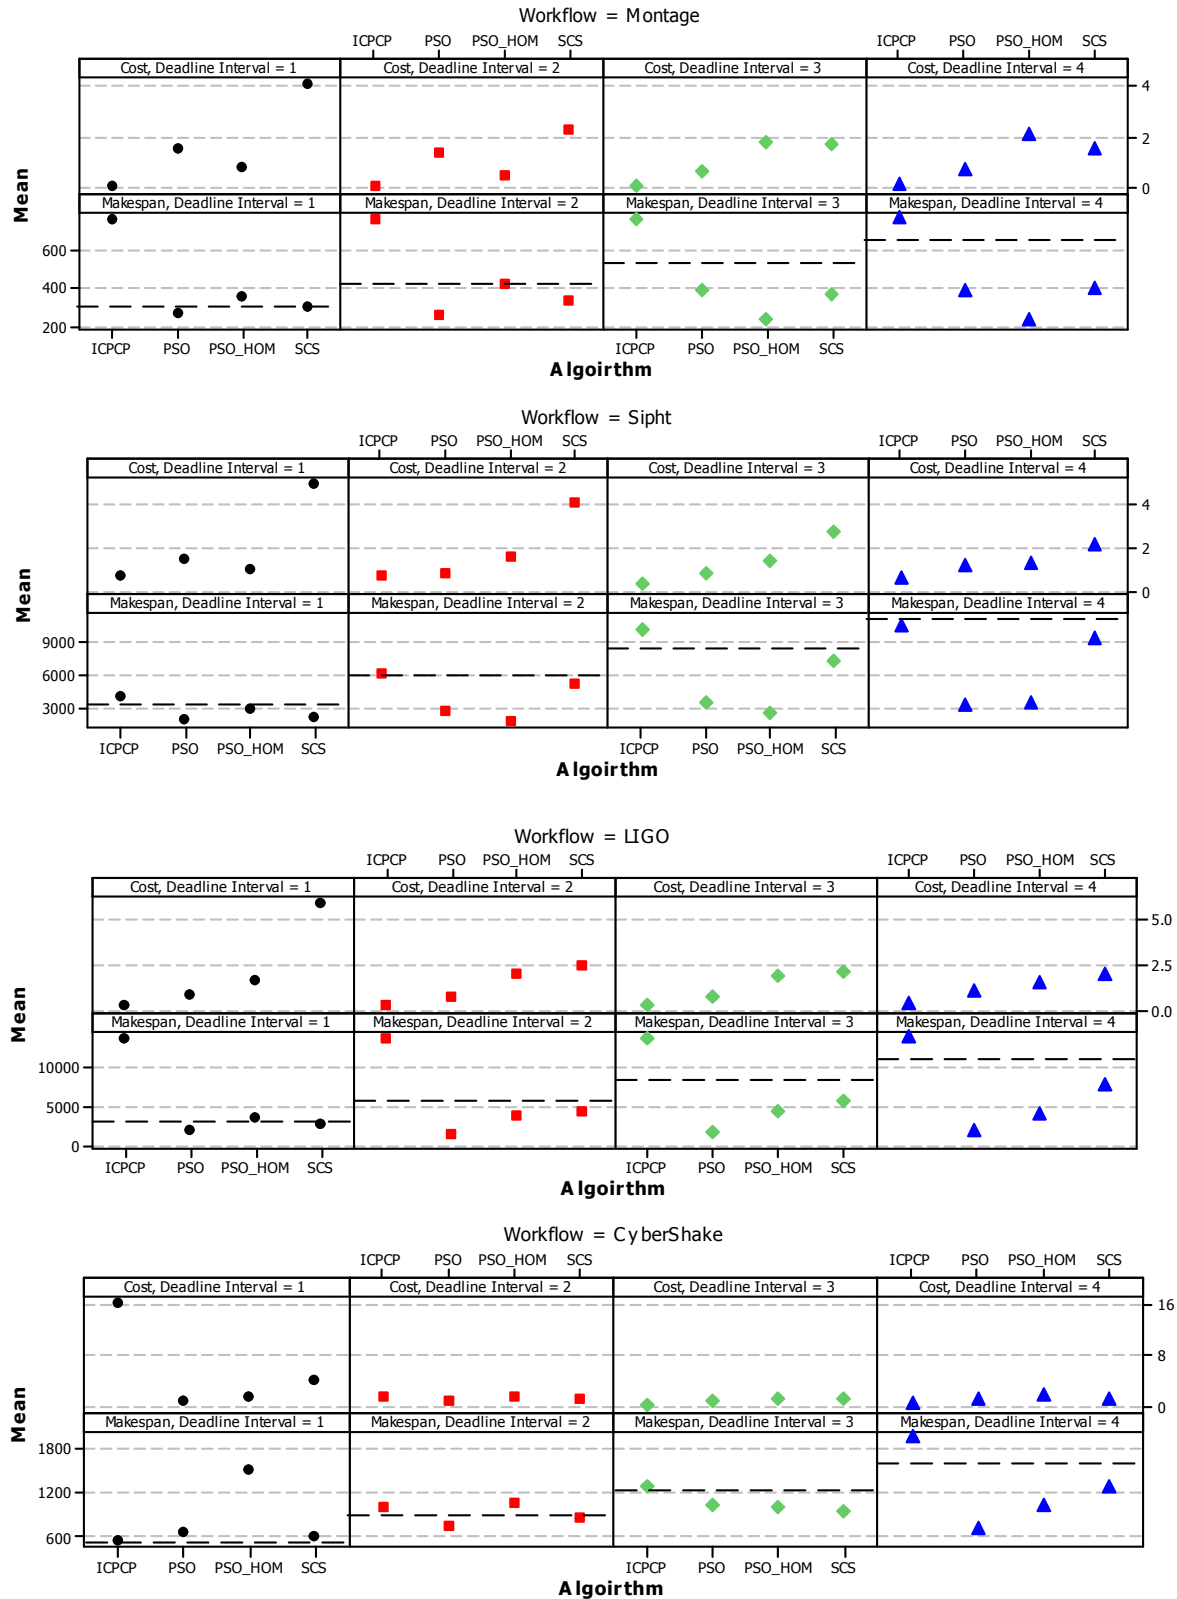 Workflow = Montage
ICPCP PSO PSO_HOM SCS ICPCP PSO PSO_HOM SCS
Cost, Deadline Interval = 1 Cost, Deadline Interval = 2 Cost, Deadline Interval = 3 Cost, Deadline Interval = 4
4
2
0
Mean
Makespan, Deadline Interval = 1 Makespan, Deadline Interval = 2 Makespan, Deadline Interval = 3 Makespan, Deadline Interval = 4
600
400
200
ICPCP PSO PSO_HOM SCS ICPCP PSO PSO_HOM SCS
Algoirthm
Workflow = Sipht
ICPCP PSO PSO_HOM SCS ICPCP PSO PSO_HOM SCS
Cost, Deadline Interval = 1 Cost, Deadline Interval = 2 Cost, Deadline Interval = 3 Cost, Deadline Interval = 4
4
2
0
Mean
Makespan, Deadline Interval = 1 Makespan, Deadline Interval = 2 Makespan, Deadline Interval = 3 Makespan, Deadline Interval = 4
9000
6000
3000
ICPCP PSO PSO_HOM SCS ICPCP PSO PSO_HOM SCS
Algoirthm
Workflow = LIGO
ICPCP PSO PSO_HOM SCS ICPCP PSO PSO_HOM SCS
Cost, Deadline Interval = 1 Cost, Deadline Interval = 2 Cost, Deadline Interval = 3 Cost, Deadline Interval = 4
5.0
2.5
0.0
Mean
Makespan, Deadline Interval = 1 Makespan, Deadline Interval = 2 Makespan, Deadline Interval = 3 Makespan, Deadline Interval = 4
10000
5000
0
ICPCP PSO PSO_HOM SCS ICPCP PSO PSO_HOM SCS
Algoirthm
Workflow = CyberShake
ICPCP PSO PSO_HOM SCS ICPCP PSO PSO_HOM SCS
Cost, Deadline Interval = 1 Cost, Deadline Interval = 2 Cost, Deadline Interval = 3 Cost, Deadline Interval = 4
16
8
0
Mean
Makespan, Deadline Interval = 1 Makespan, Deadline Interval = 2 Makespan, Deadline Interval = 3 Makespan, Deadline Interval = 4
1800
1200
600
ICPCP PSO PSO_HOM SCS ICPCP PSO PSO_HOM SCS
Algoirthm